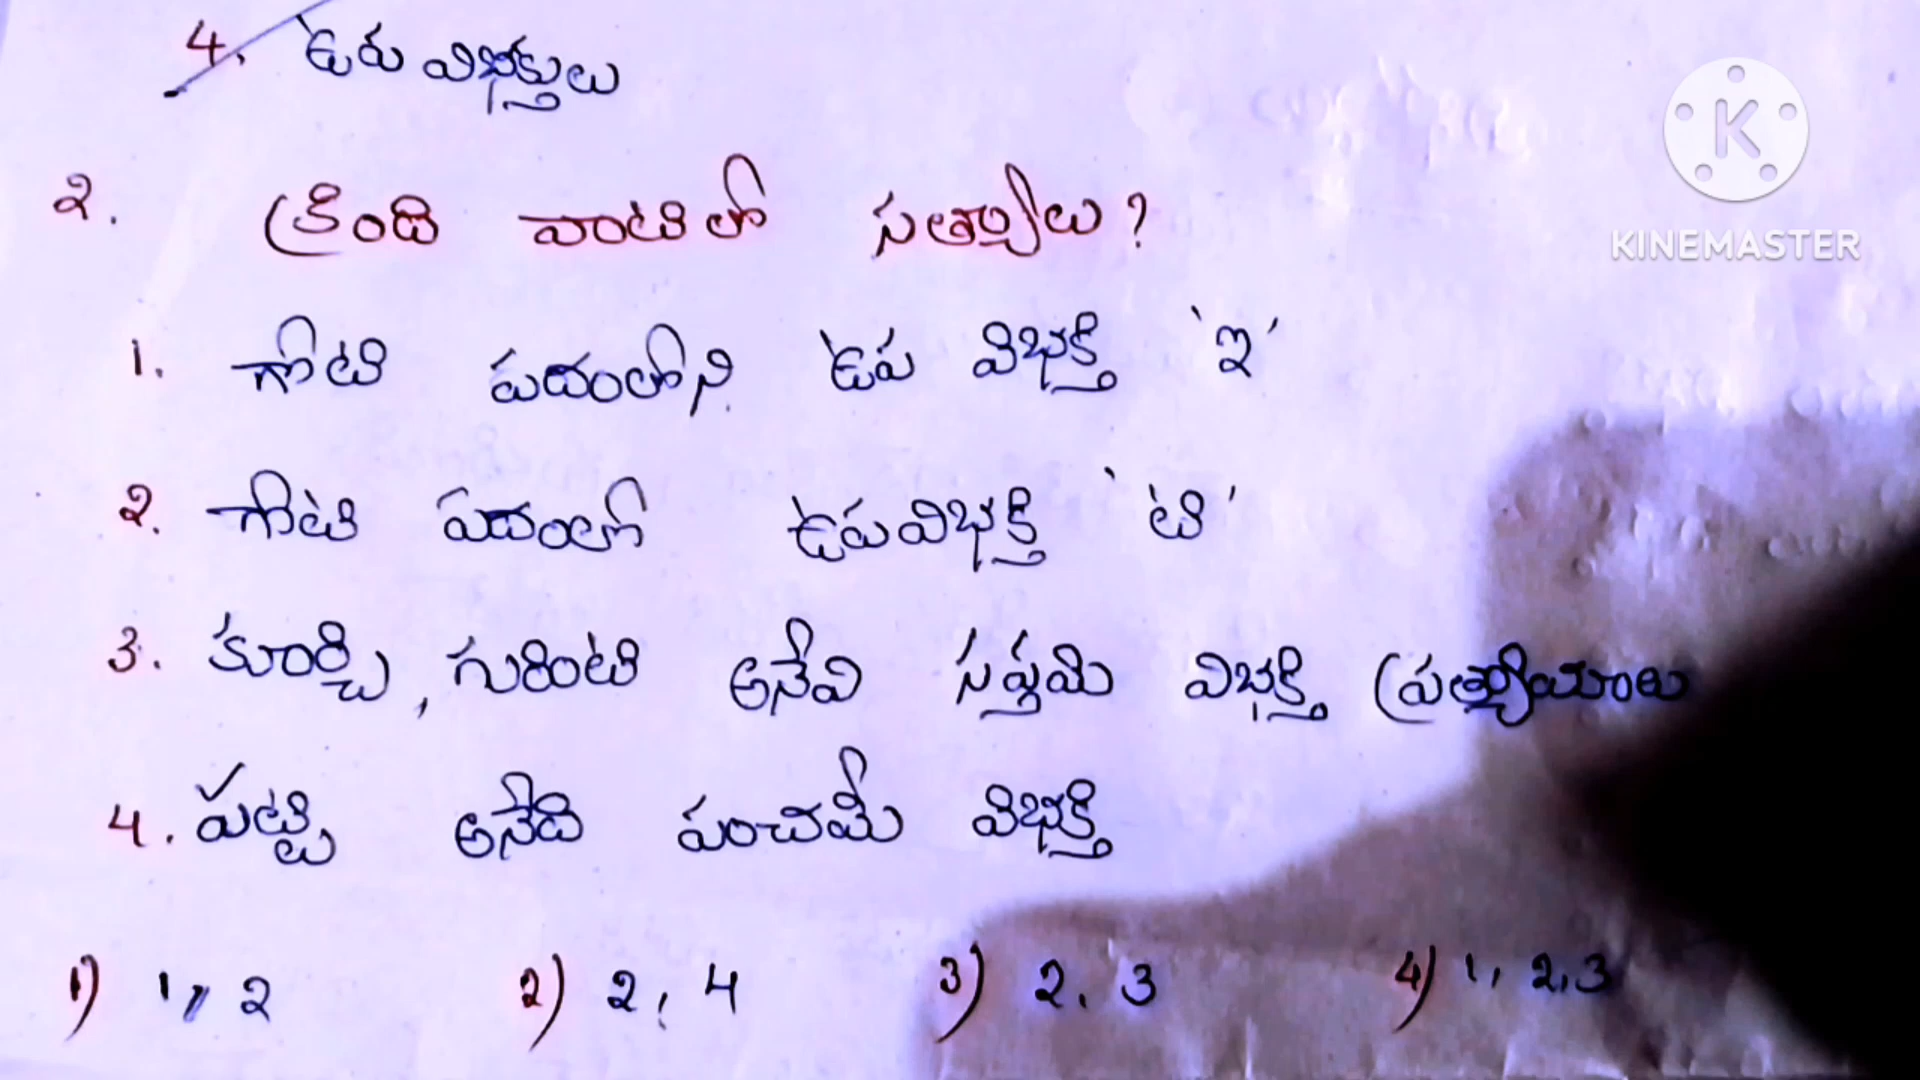 4. ఉరు విభక్తులు
K
KINEMASTER
2. క్రింది వాటిలో సత్యాలు?
1. గోటి పదంలోని ఉప విభక్తి 'ఇ'
2. గోటి పదంలో ఉపవిభక్తి 'టి'
3. కూర్చి, గురించి అనేవి సప్తమి విభక్తి ప్రత్యయాలు
4. పట్టి అనేది పంచమీ విభక్తి
1) 1, 2 2) 2, 4 3) 2, 3 4) 1, 2, 3